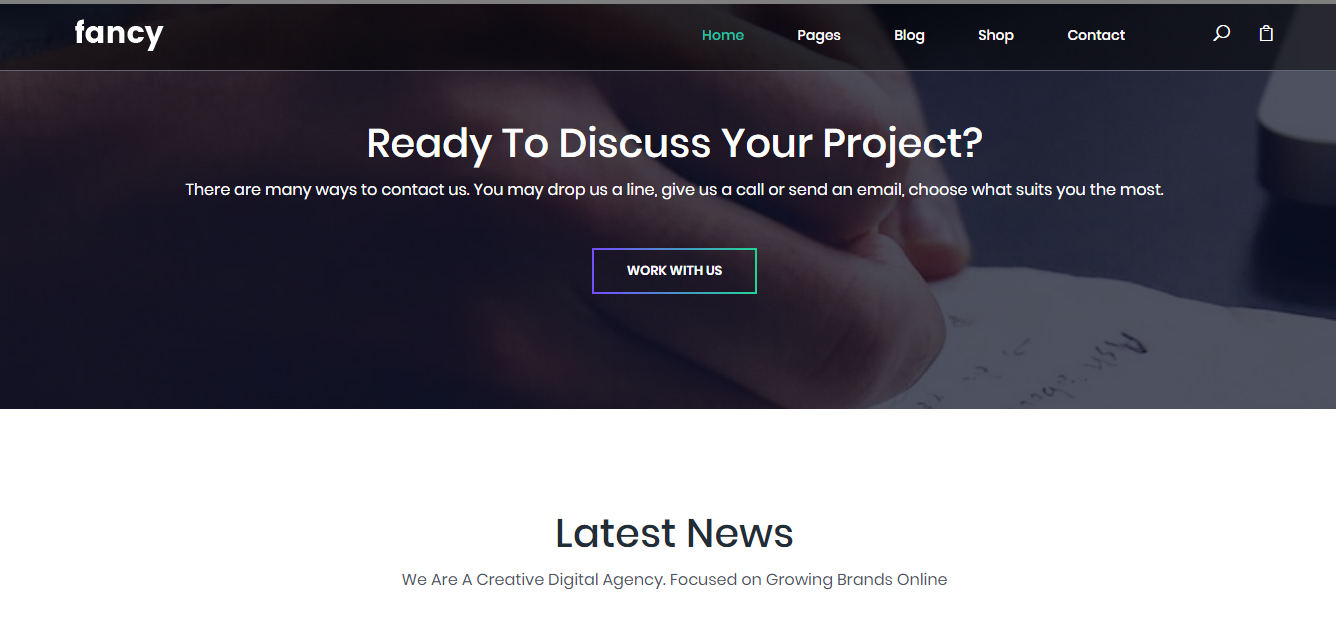 fancy
Home Pages Blog Shop Contact
Ready To Discuss Your Project?
There are many ways to contact us. You may drop us a line, give us a call or send an email, choose what suits you the most.
WORK WITH US
Latest News
We Are A Creative Digital Agency. Focused on Growing Brands Online